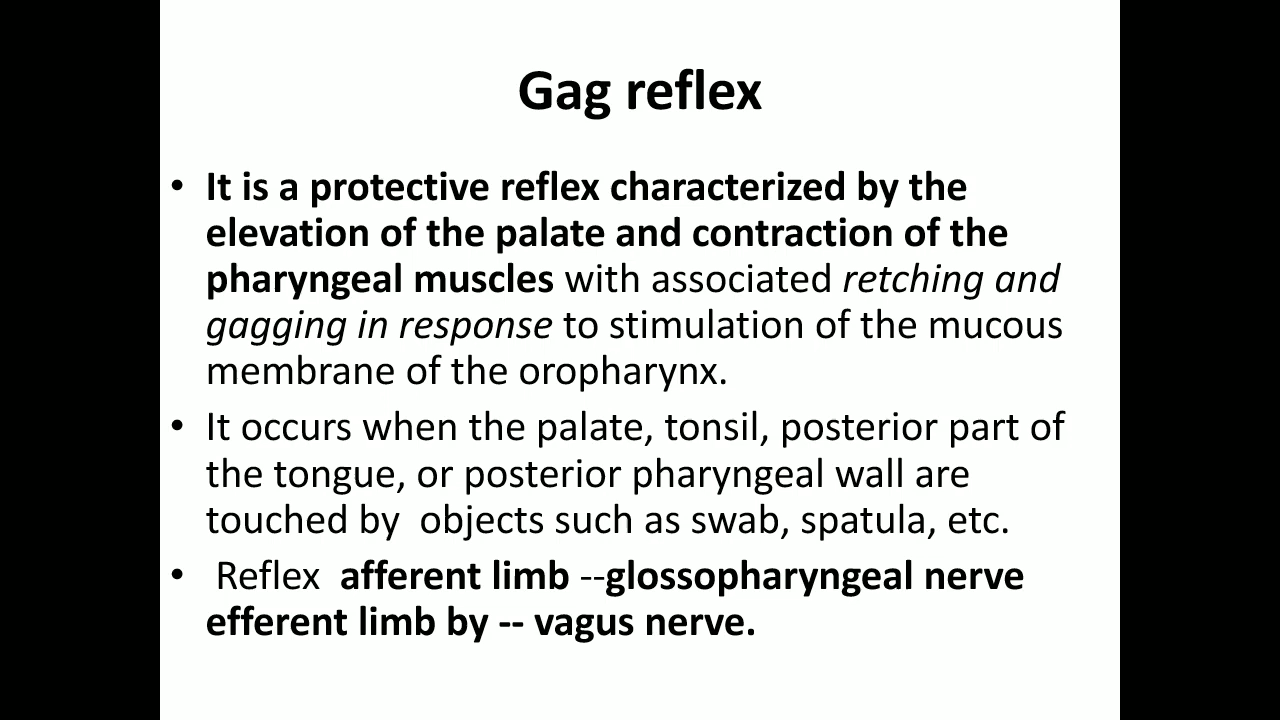 Gag reflex
• It is a protective reflex characterized by the
elevation of the palate and contraction of the
pharyngeal muscles with associated retching and
gagging in response to stimulation of the mucous
membrane of the oropharynx.
• It occurs when the palate, tonsil, posterior part of
the tongue, or posterior pharyngeal wall are
touched by  objects such as swab, spatula, etc.
•  Reflex  afferent limb --glossopharyngeal nerve
efferent limb by -- vagus nerve.